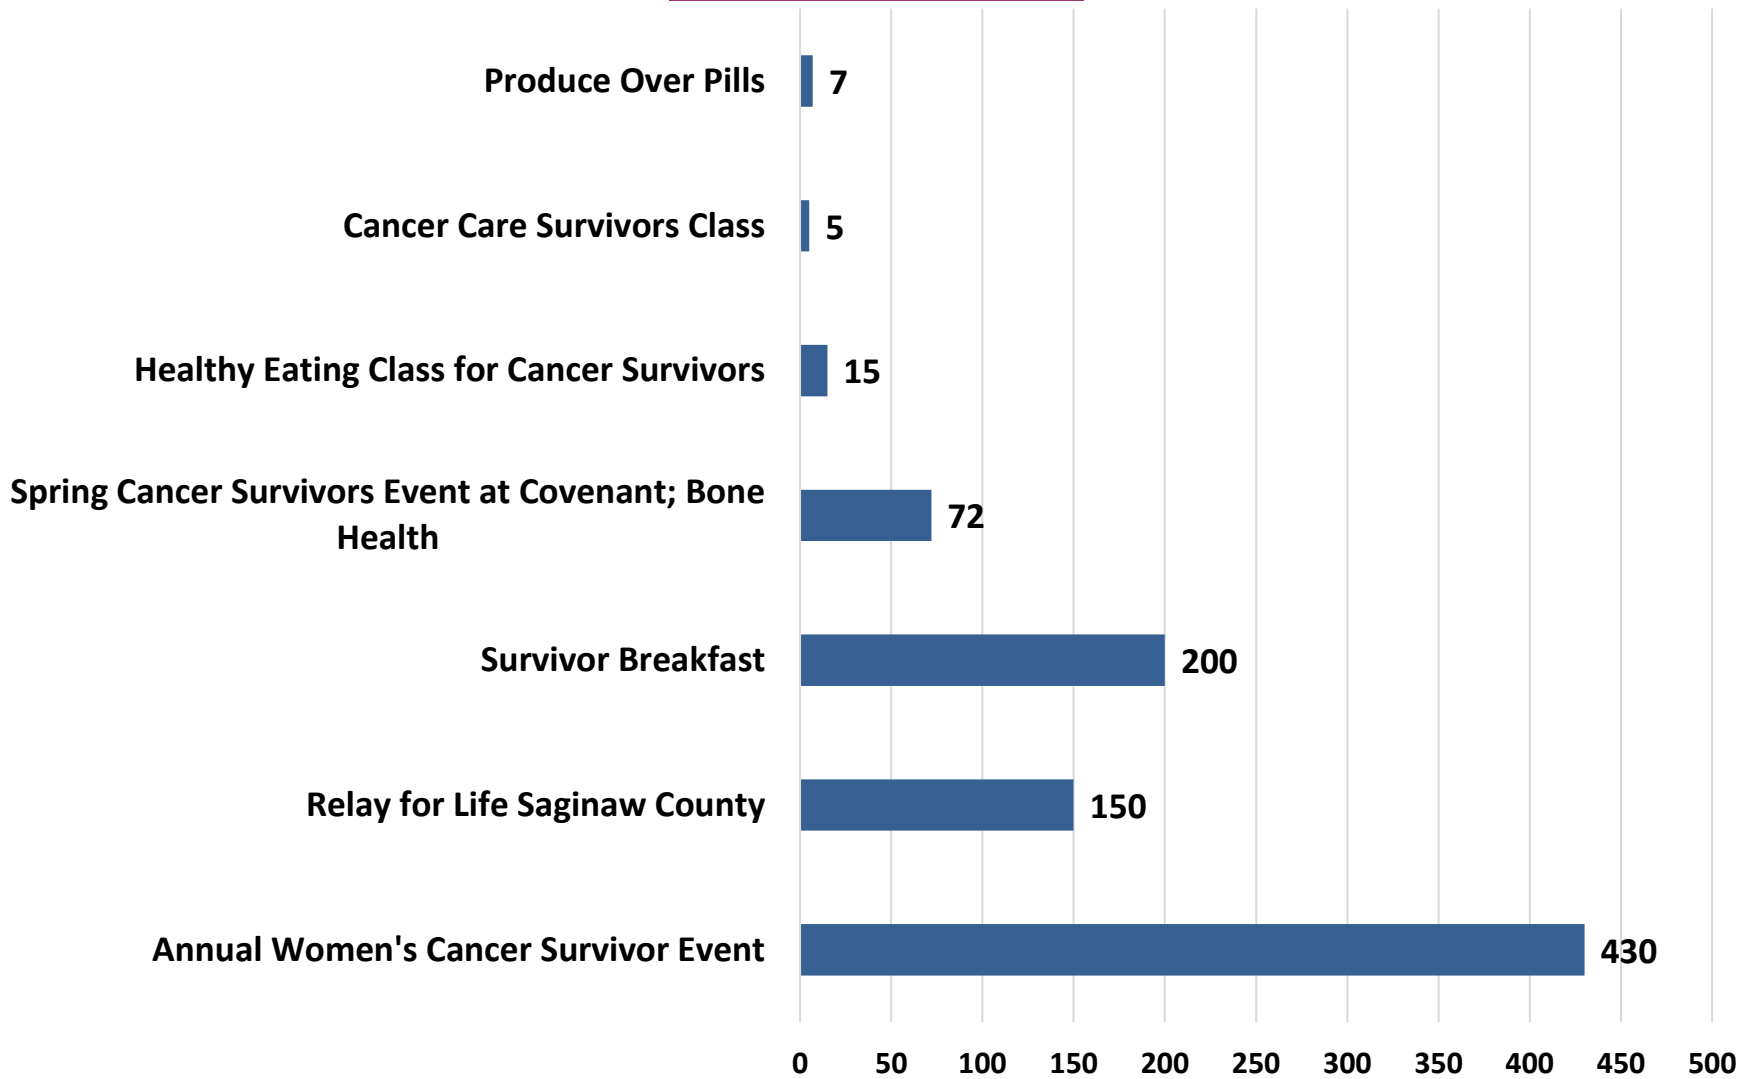 Produce Over Pills
7
Cancer Care Survivors Class
5
Healthy Eating Class for Cancer Survivors
15
Spring Cancer Survivors Event at Covenant; Bone
Health
72
Survivor Breakfast
200
Relay for Life Saginaw County
150
Annual Women's Cancer Survivor Event
430
0 50 100 150 200 250 300 350 400 450 500